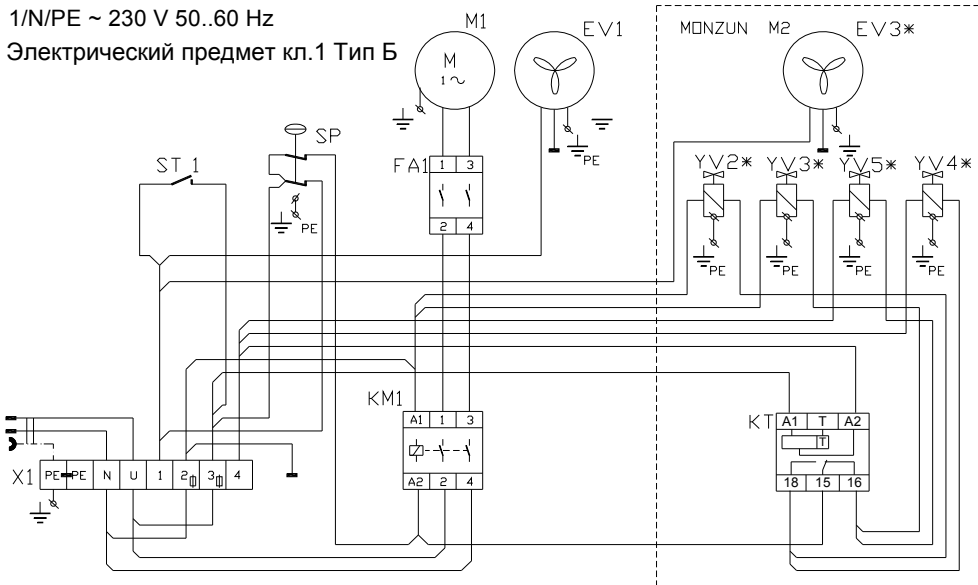 1/N/PE ~ 230 V 50..60 Hz
Электрический предмет кл.1 Тип Б
M1
EV1
MONZUN M2
EV3*
M
1~
SP
ST 1
FA1
1 3
2 4
PE
PE
YV2*
YV3*
YV5*
YV4*
PE
PE
PE
PE
KM1
A1 1 3
A2 2 4
KT
A1 T A2
T
18 15 16
X1
PE PE N U 1 2 3 4